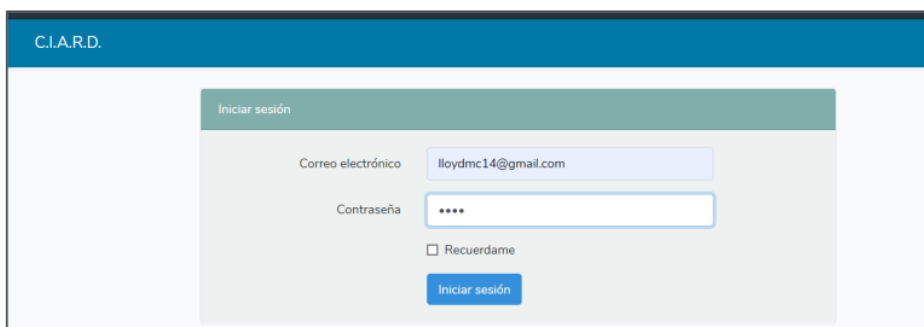 C.I.A.R.D.
Iniciar sesión
Correo electrónico lloydmc14@gmail.com
Contraseña ••••
Recuerdame
Iniciar sesión